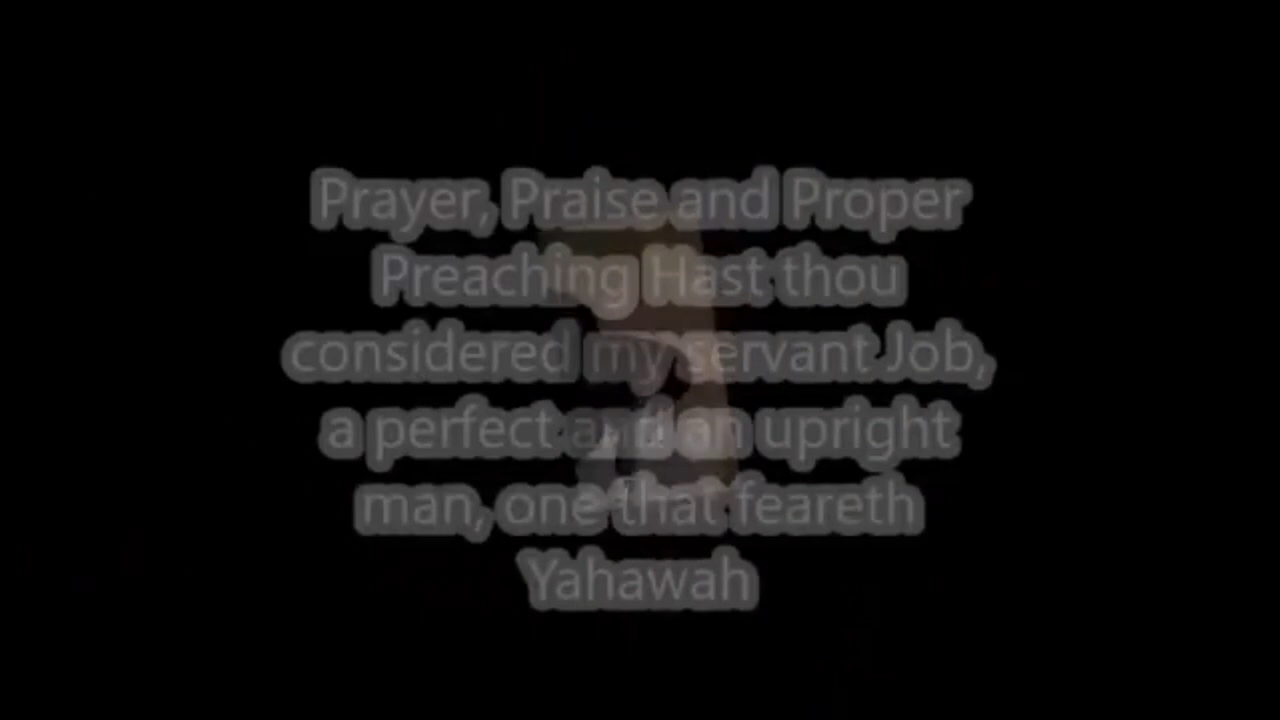 Prayer, Praise and Proper
Preaching Hast thou
considered my servant Job,
a perfect and an upright
man, one that feareth
Yahawah